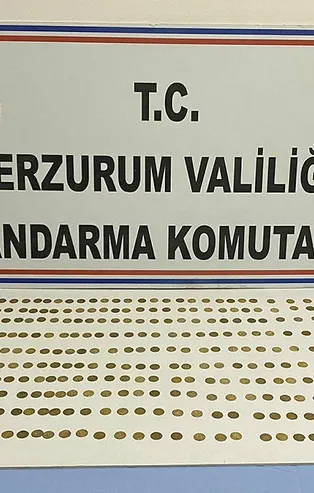 T.C.
ERZURUM VALİLİĞ
ANDARMA KOMUTA